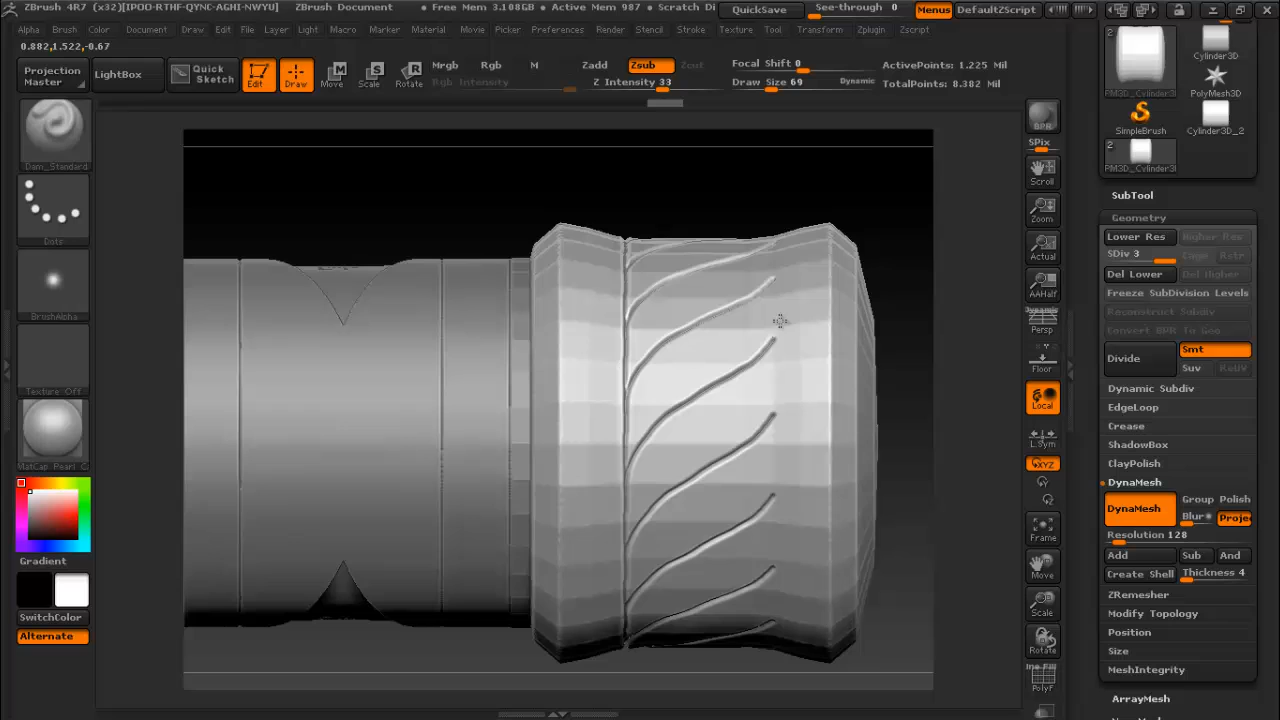 ZBrush 4R7 (x32)[IPOO-RTHF-QYNC-AGHI-NWYU] ZBrush Document • Free Mem 3.108GB • Active Mem 987 • Scratch Di QuickSave See-through 0 Menus DefaultZScript
Alpha Brush Color Document Draw Edit File Layer Light Macro Marker Material Movie Picker Preferences Render Stencil Stroke Texture Tool Transform Zplugin Zscript
0.882,1.522,-0.67
Projection Master
LightBox
Quick Sketch
Edit
Draw
Move
Scale
Rotate
Mrgb Rgb M
Rgb Intensity
Zadd Zsub Zcut
Z Intensity 33
Focal Shift 0
Draw Size 69 Dynamic
ActivePoints: 1.225 Mil
TotalPoints: 8.382 Mil
Dam_Standard
Dots
BrushAlpha
Texture Off
MatCap Pearl Ca
Gradient
SwitchColor
Alternate
BPR
SPix
Scroll
Zoom
Actual
AAHalf
Dynamic
Persp
Floor
Local
L.Sym
XYZ
Frame
Move
Scale
Rotate
Line Fill
PolyF
2
PM3D_Cylinder3I
Cylinder3D
PolyMesh3D
SimpleBrush
Cylinder3D_2
2
PM3D_Cylinder3I
SubTool
Geometry
Lower Res Higher Res
SDiv 3 Cage Rstr
Del Lower Del Higher
Freeze SubDivision Levels
Reconstruct Subdiv
Convert BPR To Geo
Divide
Smt
Suv ReUV
Dynamic Subdiv
EdgeLoop
Crease
ShadowBox
ClayPolish
DynaMesh
DynaMesh
Group Polish
Blur Projec
Resolution 128
Add Sub And
Create Shell Thickness 4
ZRemesher
Modify Topology
Position
Size
MeshIntegrity
ArrayMesh